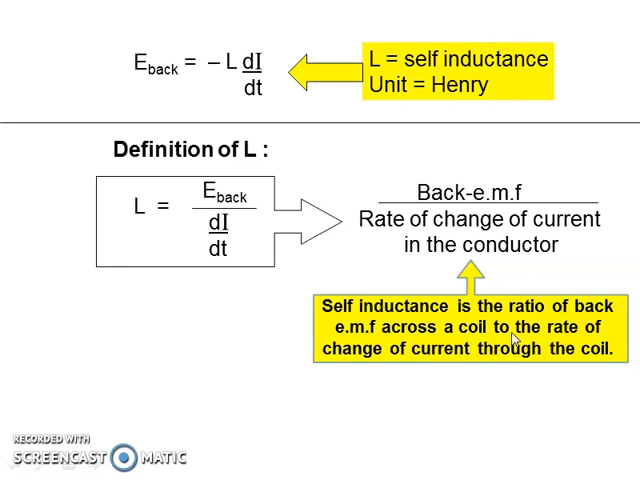 E back = – L dI
dt
L = self inductance
Unit = Henry
Definition of L :
L = E back
dI
dt
Back-e.m.f
Rate of change of current
in the conductor
Self inductance is the ratio of back
e.m.f across a coil to the rate of
change of current through the coil.
RECORDED WITH
SCREENCAST MATIC